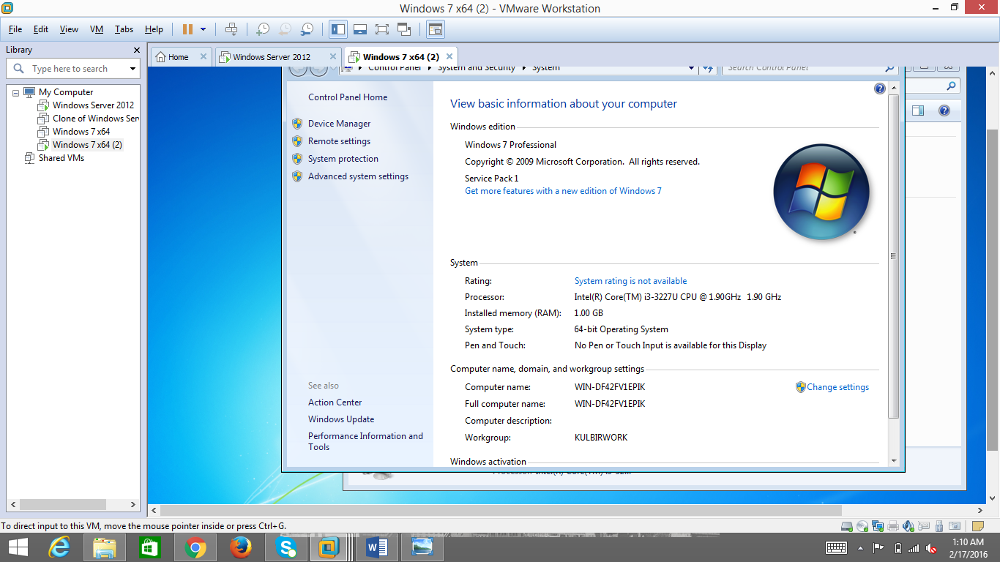 Windows 7 x64 (2) - VMware Workstation
File Edit View VM Tabs Help
Library
Type here to search
My Computer
Windows Server 2012
Clone of Windows Ser
Windows 7 x64
Windows 7 x64 (2)
Shared VMs
Home Windows Server 2012 Windows 7 x64 (2)
Control Panel System and Security System Search Control Panel
Control Panel Home
Device Manager
Remote settings
System protection
Advanced system settings
See also
Action Center
Windows Update
Performance Information and
Tools
View basic information about your computer
Windows edition
Windows 7 Professional
Copyright © 2009 Microsoft Corporation. All rights reserved.
Service Pack 1
Get more features with a new edition of Windows 7
System
Rating: System rating is not available
Processor: Intel(R) Core(TM) i3-3227U CPU @ 1.90GHz 1.90 GHz
Installed memory (RAM): 1.00 GB
System type: 64-bit Operating System
Pen and Touch: No Pen or Touch Input is available for this Display
Computer name, domain, and workgroup settings
Computer name: WIN-DF42FV1EPIK Change settings
Full computer name: WIN-DF42FV1EPIK
Computer description:
Workgroup: KULBIRWORK
Windows activation
Processor: Intel(R) Core(TM) i3-32...
To direct input to this VM, move the mouse pointer inside or press Ctrl+G.
1:10 AM
2/17/2016